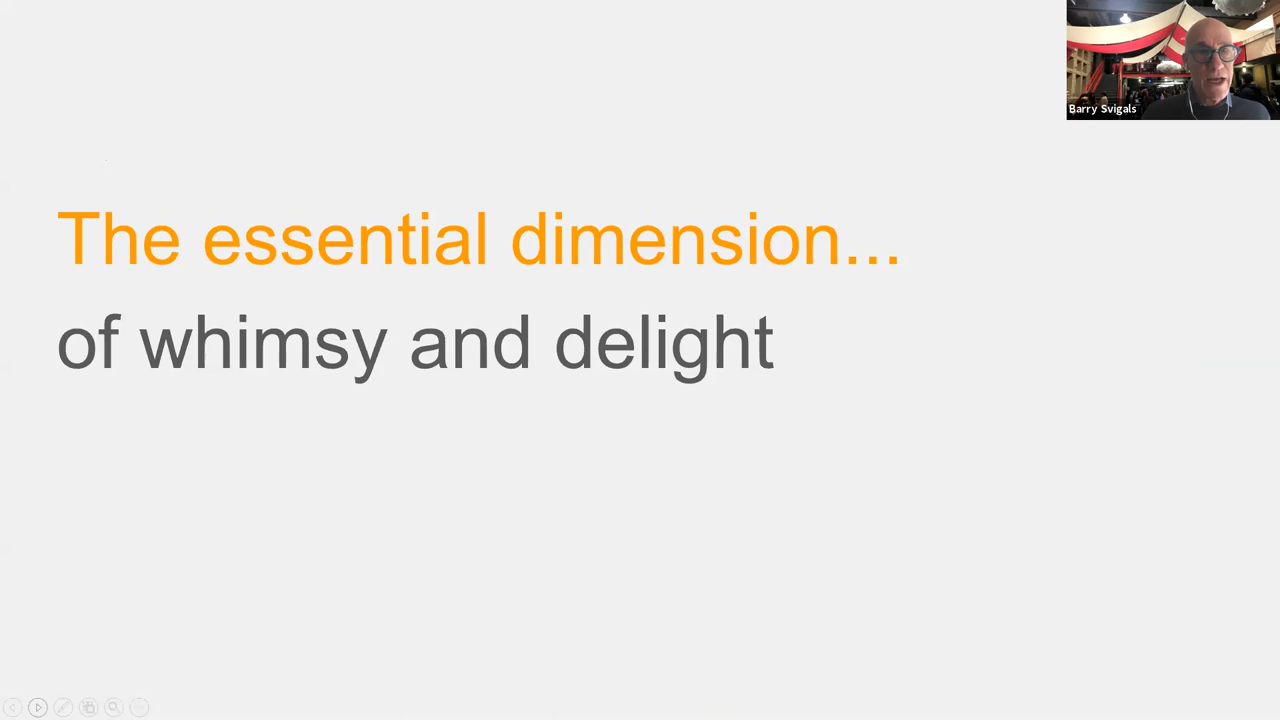 Barry Svigals
The essential dimension...
of whimsy and delight